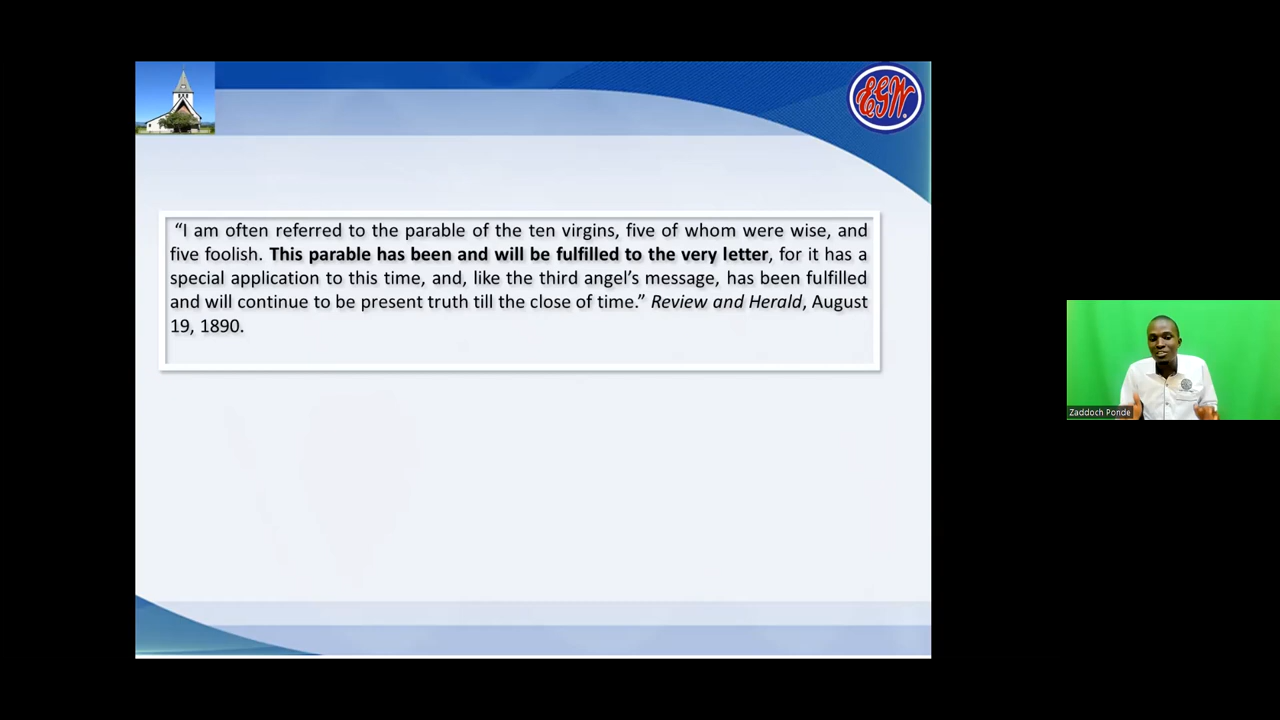 EGW
“I am often referred to the parable of the ten virgins, five of whom were wise, and
five foolish. This parable has been and will be fulfilled to the very letter, for it has a
special application to this time, and, like the third angel’s message, has been fulfilled
and will continue to be present truth till the close of time.” Review and Herald, August
19, 1890.
Zaddoch Ponde